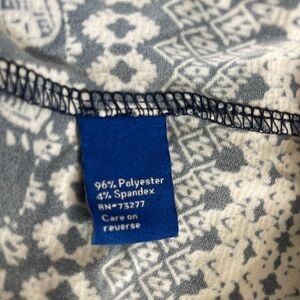 96% Polyester
4% Spandex
RN#73277
Care on
reverse